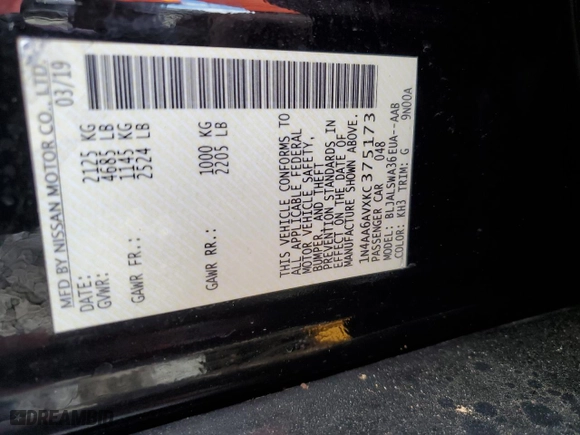 MFD BY NISSAN MOTOR CO., LTD.
DATE: 03/19
GVWR: 2125 KG
4685 LB
GAWR FR.: 1145 KG
2524 LB
GAWR RR.: 1000 KG
2205 LB
THIS VEHICLE CONFORMS TO
ALL APPLICABLE FEDERAL
MOTOR VEHICLE SAFETY,
BUMPER, AND THEFT
PREVENTION STANDARDS IN
EFFECT ON THE DATE OF
MANUFACTURE SHOWN ABOVE.
1N4AA6AVXKC375173
PASSENGER CAR 048
MODEL: BL1ALSWA36EUA--AAB
COLOR: KH3 TRIM: G 9N00A
DREAMBID